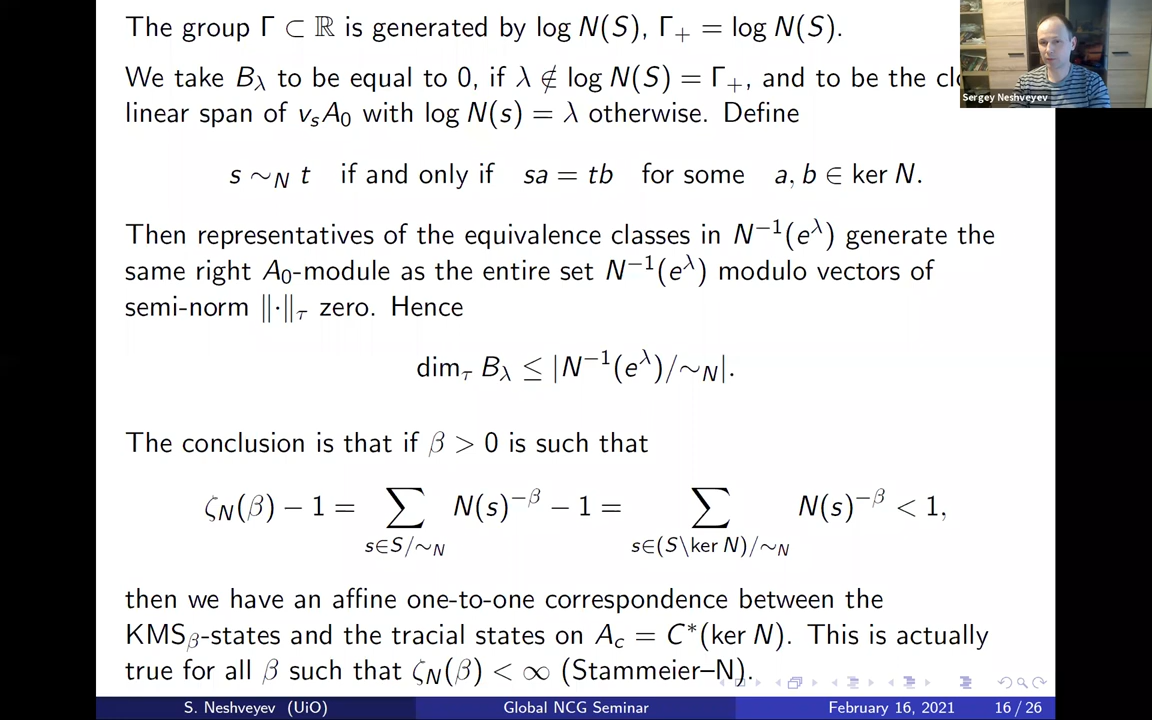 The group Γ ⊂ ℝ is generated by log N(S), Γ₊ = log N(S).
We take B_λ to be equal to 0, if λ ∉ log N(S) = Γ₊, and to be the clo
linear span of v_sA₀ with log N(s) = λ otherwise. Define
s ∼_N t if and only if sa = tb for some a, b ∈ ker N.
Then representatives of the equivalence classes in N⁻¹(e^λ) generate the
same right A₀-module as the entire set N⁻¹(e^λ) modulo vectors of
semi-norm ‖·‖_τ zero. Hence
dim_τ B_λ ≤ |N⁻¹(e^λ)/∼_N|.
The conclusion is that if β > 0 is such that
ζ_N(β) − 1 = ∑_{s∈S/∼_N} N(s)^{−β} − 1 = ∑_{s∈(S\ker N)/∼_N} N(s)^{−β} < 1,
then we have an affine one-to-one correspondence between the
KMS_β-states and the tracial states on A_c = C*(ker N). This is actually
true for all β such that ζ_N(β) < ∞ (Stammeier–N).
S. Neshveyev (UiO) Global NCG Seminar February 16, 2021 16 / 26
Sergey Neshveyev